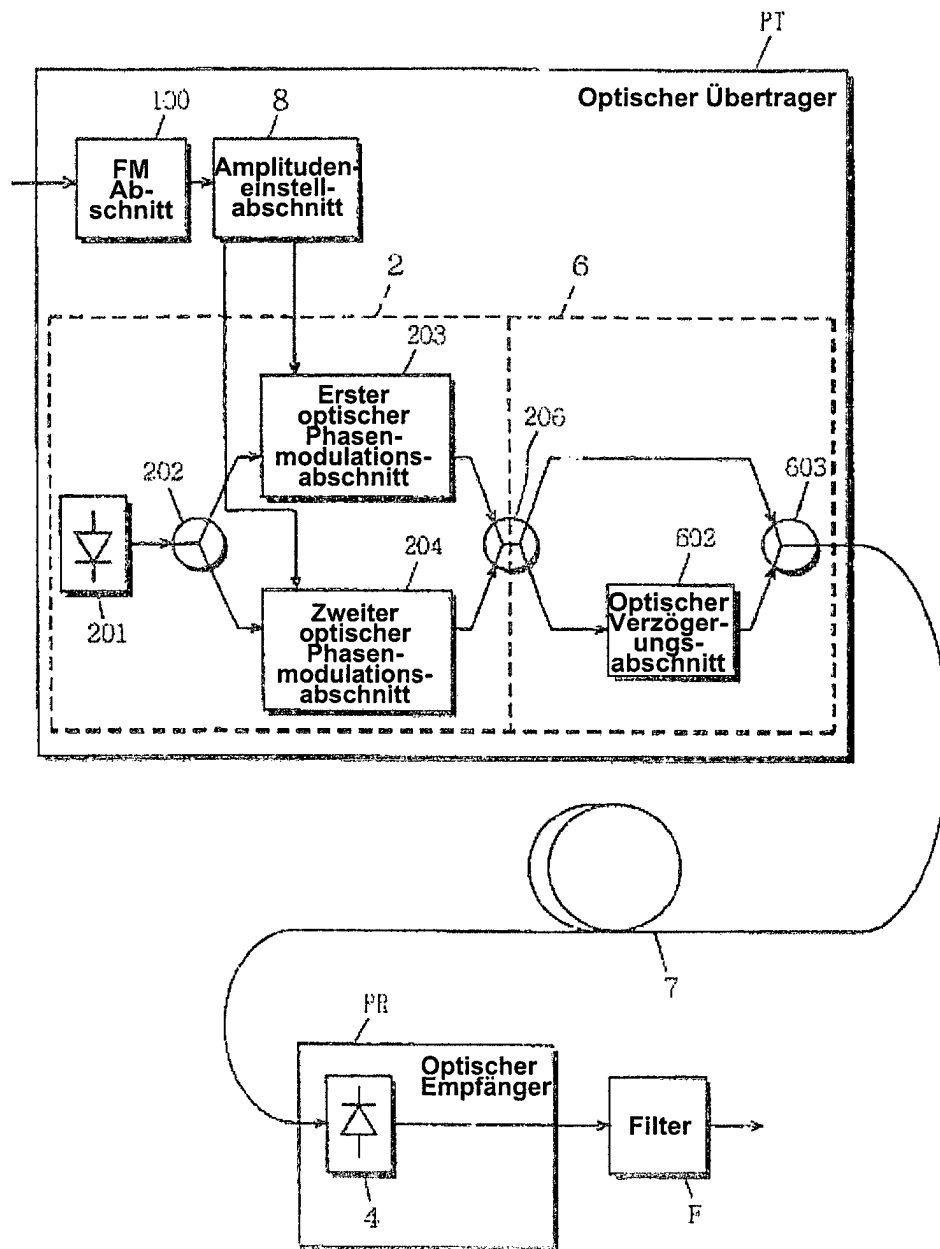 PT
Optischer Übertrager
100
8
FM
Ab-
schnitt
Amplituden-
einstell-
abschnitt
2
6
203
Erster
optischer
Phasen-
modulations-
abschnitt
206
202
603
204
602
201
Zweiter
optischer
Phasen-
modulations-
abschnitt
Optischer
Verzöger-
ungs-
abschnitt
7
PR
Optischer
Empfänger
Filter
4
F